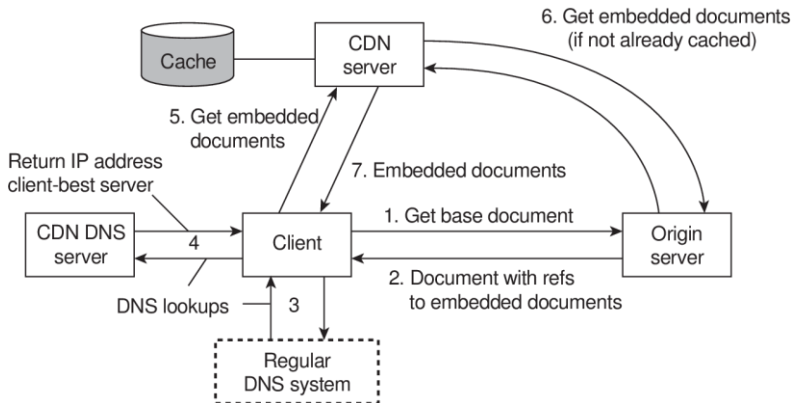 6. Get embedded documents
(if not already cached)
CDN
server
Cache
5. Get embedded
documents
Return IP address
client-best server
7. Embedded documents
1. Get base document
CDN DNS
server
4
Client
Origin
server
2. Document with refs
to embedded documents
DNS lookups
3
Regular
DNS system